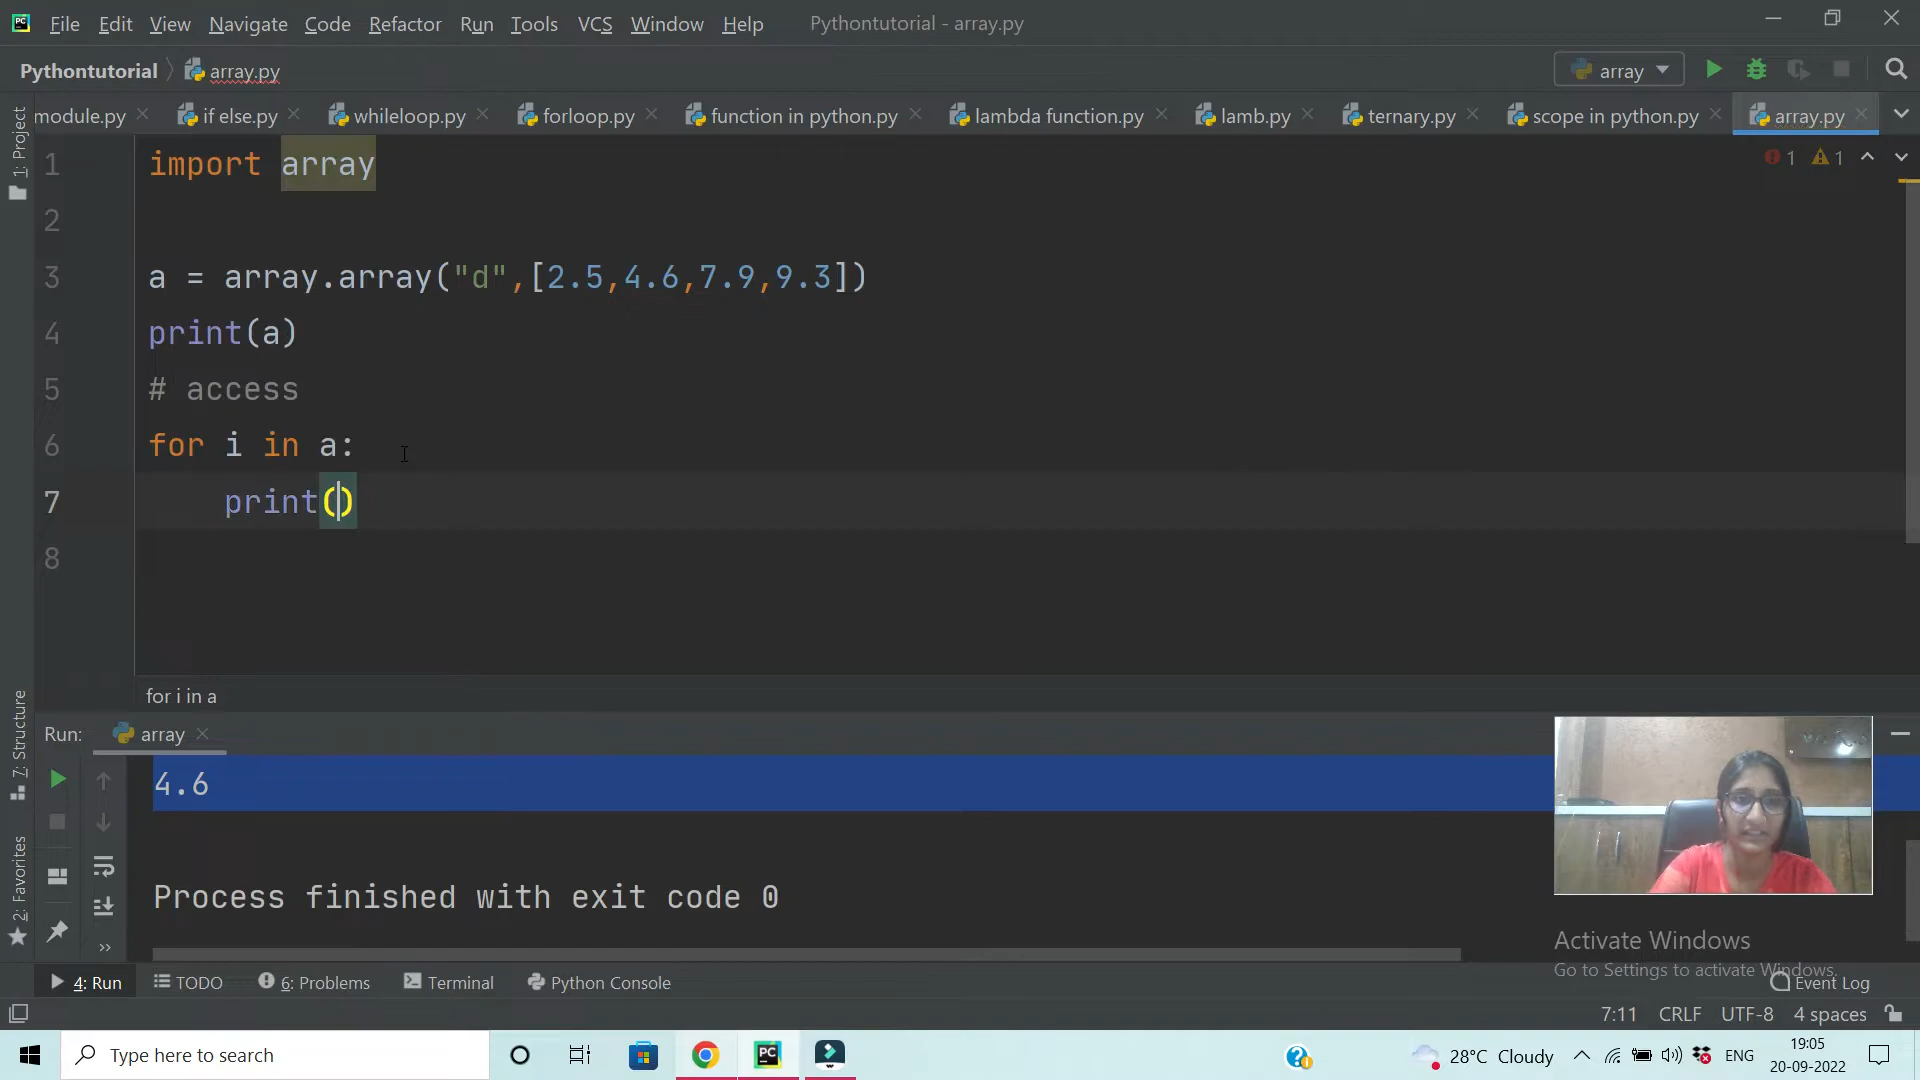 File Edit View Navigate Code Refactor Run Tools VCS Window Help Pythontutorial - array.py
Pythontutorial array.py array
module.py if else.py whileloop.py forloop.py function in python.py lambda function.py lamb.py ternary.py scope in python.py array.py
1 import array 1 1
2
3 a = array.array("d",[2.5,4.6,7.9,9.3])
4 print(a)
5 # access
6 for i in a:
7 print()
8
for i in a
1: Project
7: Structure
2: Favorites
Run: array
4.6
Process finished with exit code 0
Activate Windows
Go to Settings to activate Windows.
4: Run TODO 6: Problems Terminal Python Console Event Log
7:11 CRLF UTF-8 4 spaces
Type here to search 28°C Cloudy ENG 19:05
20-09-2022